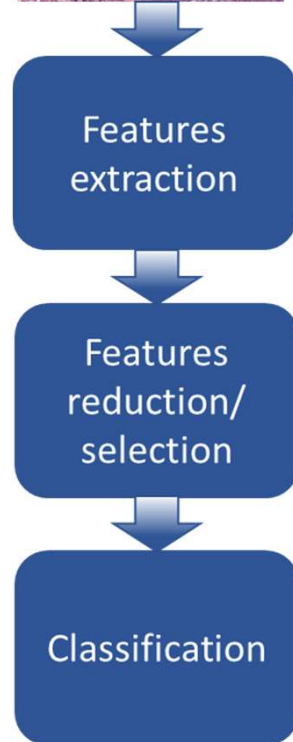 Features
extraction
Features
reduction/
selection
Classification